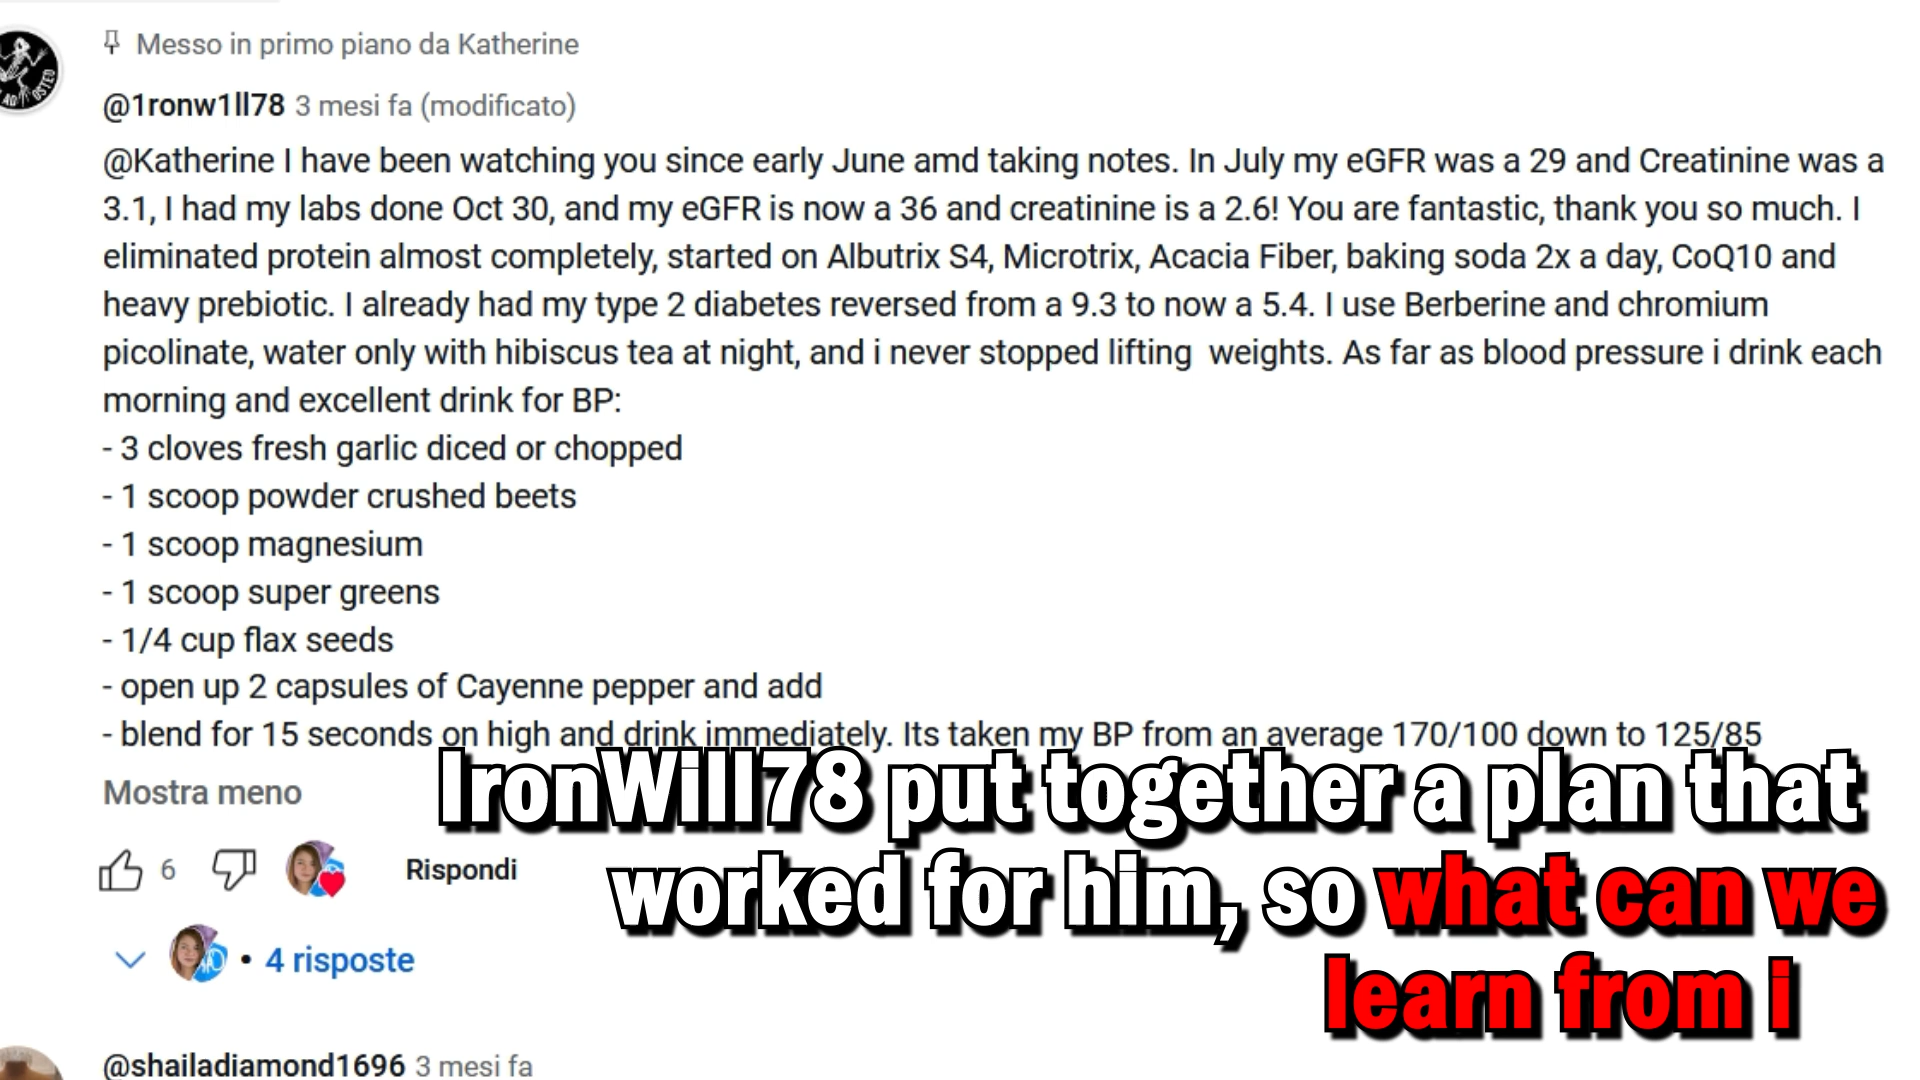 Messo in primo piano da Katherine
@1ronw1ll78 3 mesi fa (modificato)
@Katherine I have been watching you since early June amd taking notes. In July my eGFR was a 29 and Creatinine was a
3.1, I had my labs done Oct 30, and my eGFR is now a 36 and creatinine is a 2.6! You are fantastic, thank you so much. I
eliminated protein almost completely, started on Albutrix S4, Microtrix, Acacia Fiber, baking soda 2x a day, CoQ10 and
heavy prebiotic. I already had my type 2 diabetes reversed from a 9.3 to now a 5.4. I use Berberine and chromium
picolinate, water only with hibiscus tea at night, and i never stopped lifting  weights. As far as blood pressure i drink each
morning and excellent drink for BP:
- 3 cloves fresh garlic diced or chopped
- 1 scoop powder crushed beets
- 1 scoop magnesium
- 1 scoop super greens
- 1/4 cup flax seeds
- open up 2 capsules of Cayenne pepper and add
- blend for 15 seconds on high and drink immediately. Its taken my BP from an average 170/100 down to 125/85
Mostra meno
IronWill78 put together a plan that
worked for him, so what can we
learn from i
6
Rispondi
• 4 risposte
@shailadiamond1696 3 mesi fa